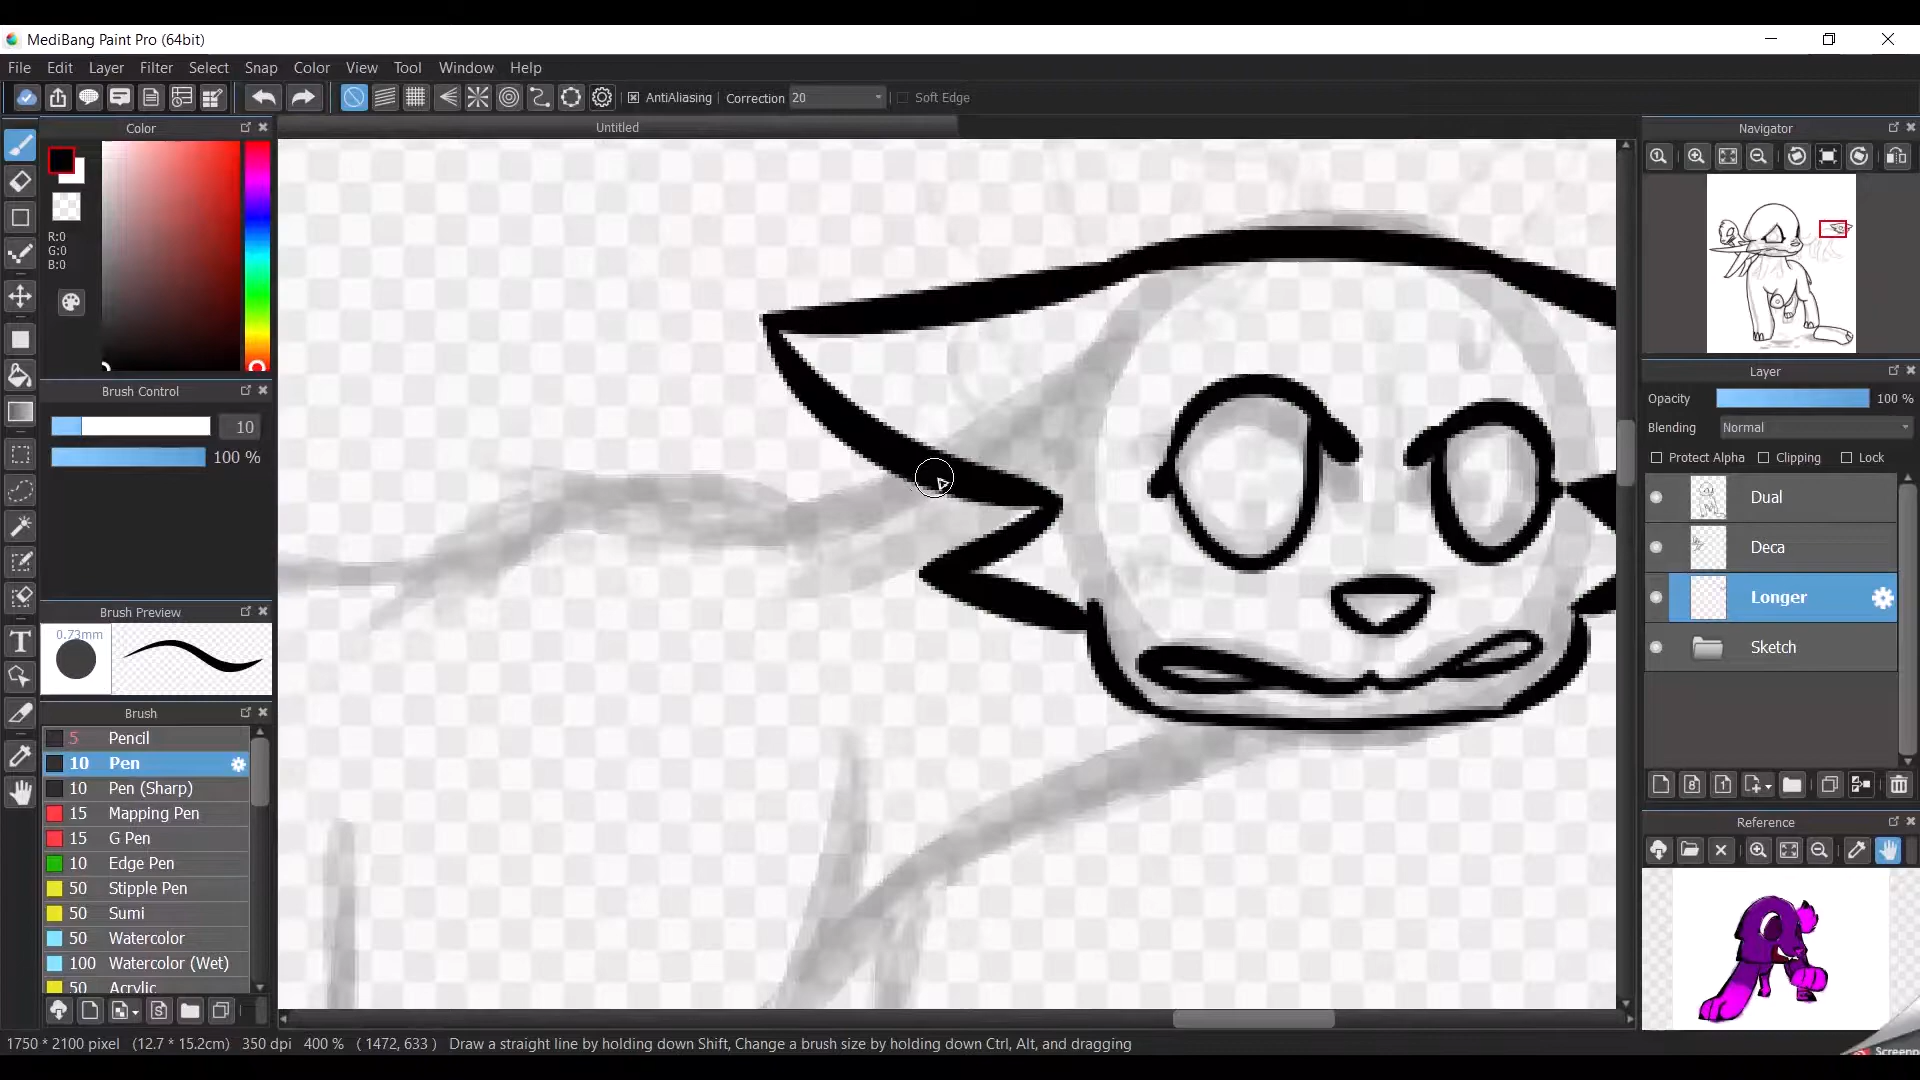 MediBang Paint Pro (64bit)
File Edit Layer Filter Select Snap Color View Tool Window Help
AntiAliasing Correction 20 Soft Edge
Color
Untitled
Navigator
R:0
G:0
B:0
Brush Control
10
100 %
Brush Preview
0.73mm
Brush
5 Pencil
10 Pen
10 Pen (Sharp)
15 Mapping Pen
15 G Pen
10 Edge Pen
50 Stipple Pen
50 Sumi
50 Watercolor
100 Watercolor (Wet)
50 Acrylic
Layer
Opacity 100 %
Blending Normal
Protect Alpha Clipping Lock
Dual
Deca
Longer
Sketch
Reference
1750 * 2100 pixel (12.7 * 15.2cm) 350 dpi 400 % ( 1472, 633 ) Draw a straight line by holding down Shift, Change a brush size by holding down Ctrl, Alt, and dragging